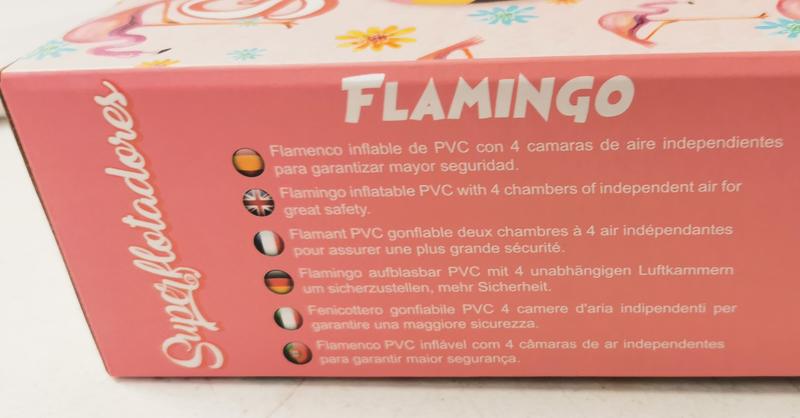 Superflotadores
FLAMINGO
Flamenco inflable de PVC con 4 camaras de aire independientes
para garantizar mayor seguridad.
Flamingo inflatable PVC with 4 chambers of independent air for
great safety.
Flamant PVC gonflable deux chambres à 4 air indépendantes
pour assurer une plus grande sécurité.
Flamingo aufblasbar PVC mit 4 unabhängigen Luftkammern
um sicherzustellen, mehr Sicherheit.
Fenicottero gonfiabile PVC 4 camere d'aria indipendenti per
garantire una maggiore sicurezza.
Flamenco PVC inflável com 4 câmaras de ar independentes
para garantir maior segurança.